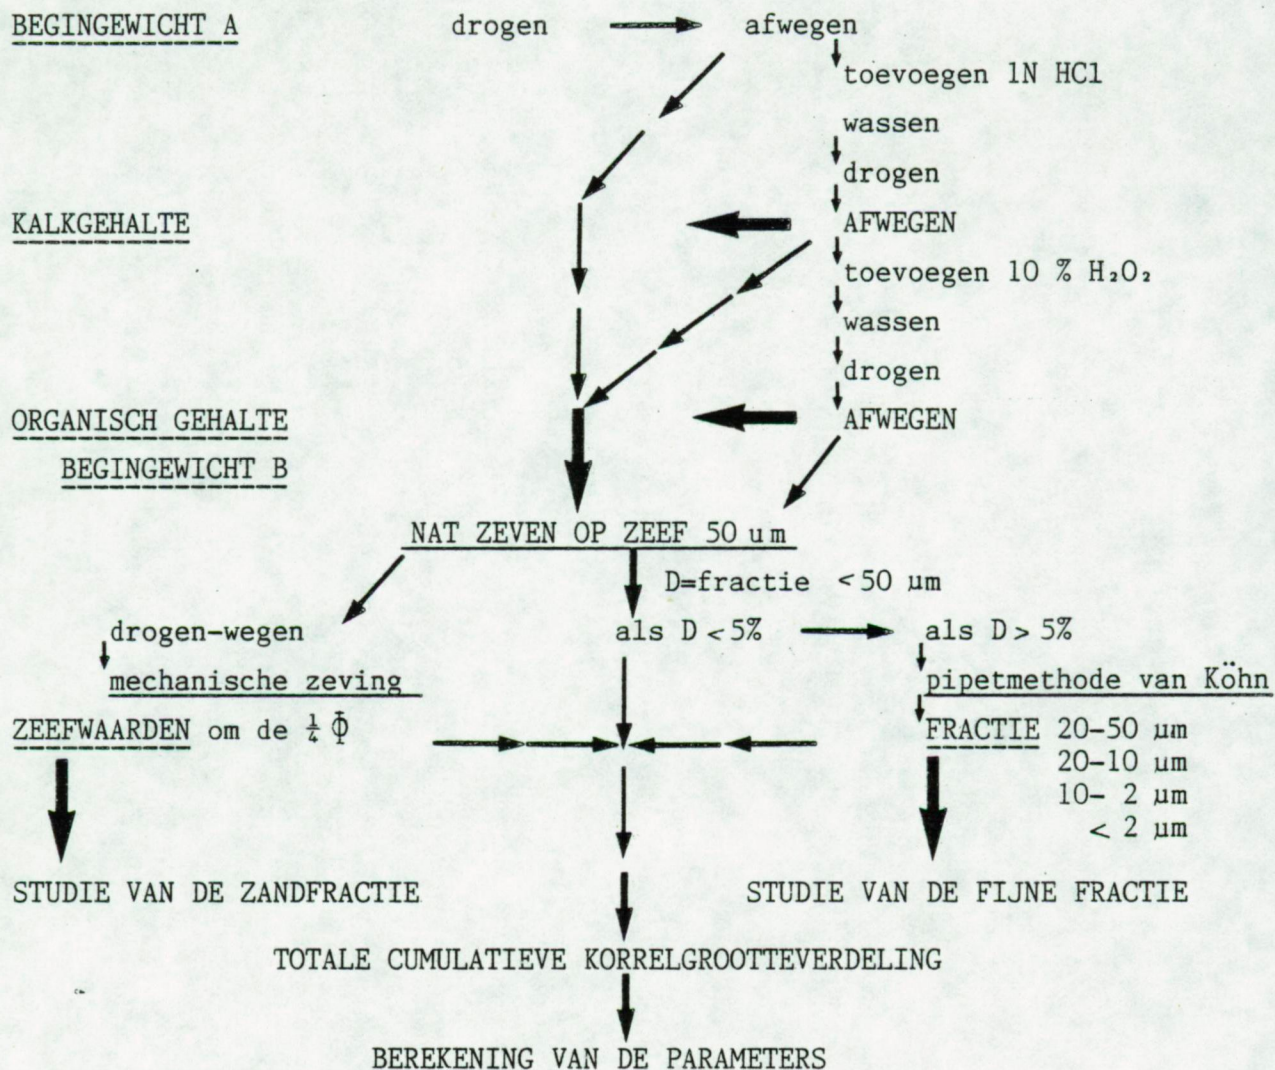 BEGINGEWICHT A drogen afwegen
toevoegen 1N HCl
wassen
drogen
KALKGEHALTE AFWEGEN
toevoegen 10 % H₂O₂
wassen
drogen
ORGANISCH GEHALTE AFWEGEN
BEGINGEWICHT B
NAT ZEVEN OP ZEEF 50 um
D=fractie <50 µm
drogen-wegen als D <5% als D > 5%
mechanische zeving pipetmethode van Köhn
ZEEFWAARDEN om de ¼ Φ FRACTIE 20-50 µm
20-10 µm
10- 2 µm
< 2 µm
STUDIE VAN DE ZANDFRACTIE STUDIE VAN DE FIJNE FRACTIE
TOTALE CUMULATIEVE KORRELGROOTTEVERDELING
BEREKENING VAN DE PARAMETERS